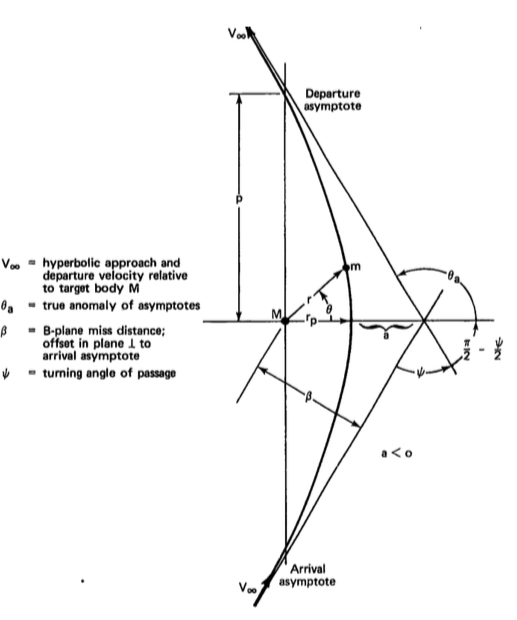 V∞
Departure
asymptote
p
V∞ = hyperbolic approach and
departure velocity relative
to target body M
θa = true anomaly of asymptotes
β = B-plane miss distance;
offset in plane ⊥ to
arrival asymptote
ψ = turning angle of passage
m
r
θ
M
rp
a
θa
π/2 - ψ/2
ψ
β
a < o
Arrival
asymptote
V∞